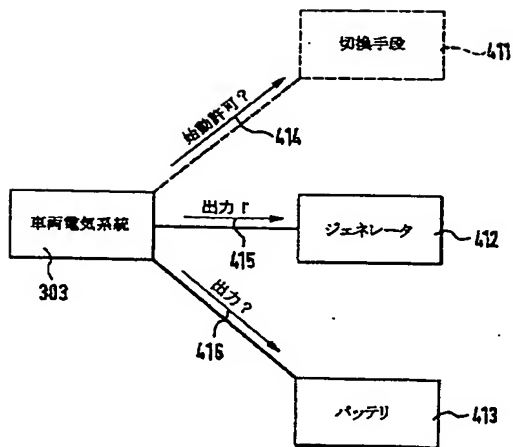 切換手段
411
始動許可?
414
車両電気系統
303
出力 r
415
ジェネレータ
412
出力?
416
バッテリ
413